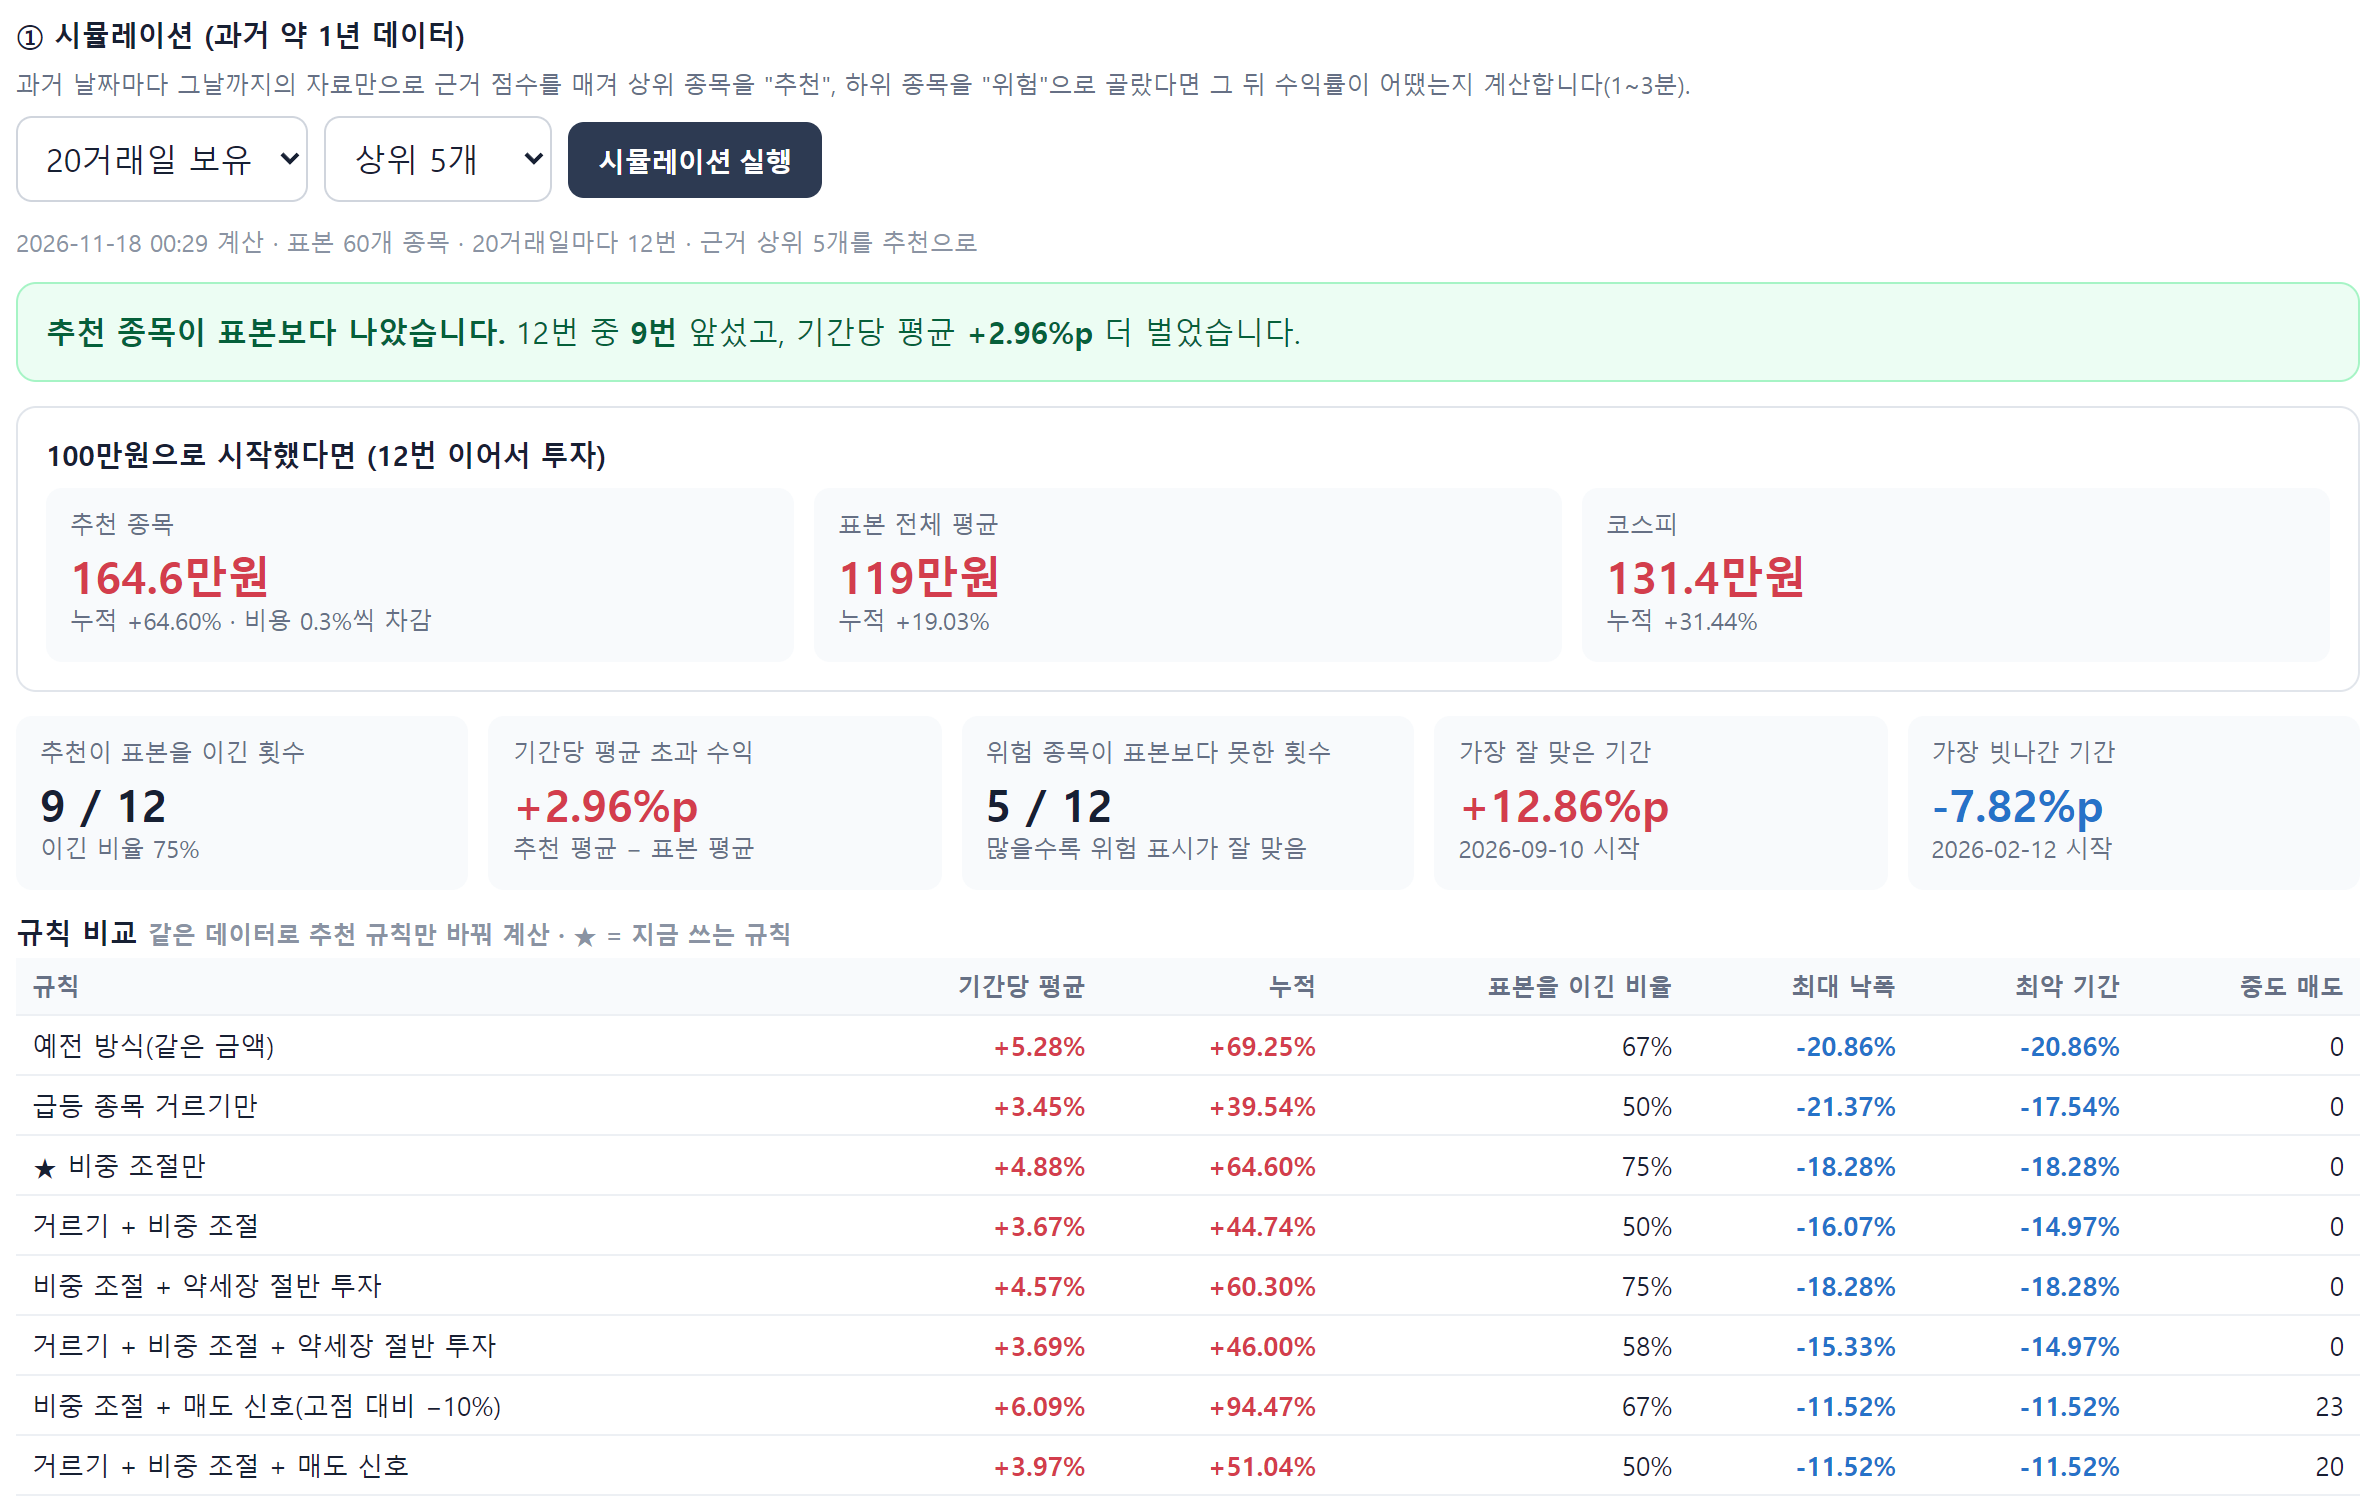 ① 시뮬레이션 (과거 약 1년 데이터)
과거 날짜마다 그날까지의 자료만으로 근거 점수를 매겨 상위 종목을 "추천", 하위 종목을 "위험"으로 골랐다면 그 뒤 수익률이 어땠는지 계산합니다(1~3분).
20거래일 보유 상위 5개 시뮬레이션 실행
2026-11-18 00:29 계산 · 표본 60개 종목 · 20거래일마다 12번 · 근거 상위 5개를 추천으로
추천 종목이 표본보다 나았습니다. 12번 중 9번 앞섰고, 기간당 평균 +2.96%p 더 벌었습니다.
100만원으로 시작했다면 (12번 이어서 투자)
추천 종목
164.6만원
누적 +64.60% · 비용 0.3%씩 차감
표본 전체 평균
119만원
누적 +19.03%
코스피
131.4만원
누적 +31.44%
추천이 표본을 이긴 횟수
9 / 12
이긴 비율 75%
기간당 평균 초과 수익
+2.96%p
추천 평균 − 표본 평균
위험 종목이 표본보다 못한 횟수
5 / 12
많을수록 위험 표시가 잘 맞음
가장 잘 맞은 기간
+12.86%p
2026-09-10 시작
가장 빗나간 기간
-7.82%p
2026-02-12 시작
규칙 비교 같은 데이터로 추천 규칙만 바꿔 계산 · ★ = 지금 쓰는 규칙
규칙 기간당 평균 누적 표본을 이긴 비율 최대 낙폭 최악 기간 중도 매도
예전 방식(같은 금액) +5.28% +69.25% 67% -20.86% -20.86% 0
급등 종목 거르기만 +3.45% +39.54% 50% -21.37% -17.54% 0
★ 비중 조절만 +4.88% +64.60% 75% -18.28% -18.28% 0
거르기 + 비중 조절 +3.67% +44.74% 50% -16.07% -14.97% 0
비중 조절 + 약세장 절반 투자 +4.57% +60.30% 75% -18.28% -18.28% 0
거르기 + 비중 조절 + 약세장 절반 투자 +3.69% +46.00% 58% -15.33% -14.97% 0
비중 조절 + 매도 신호(고점 대비 −10%) +6.09% +94.47% 67% -11.52% -11.52% 23
거르기 + 비중 조절 + 매도 신호 +3.97% +51.04% 50% -11.52% -11.52% 20